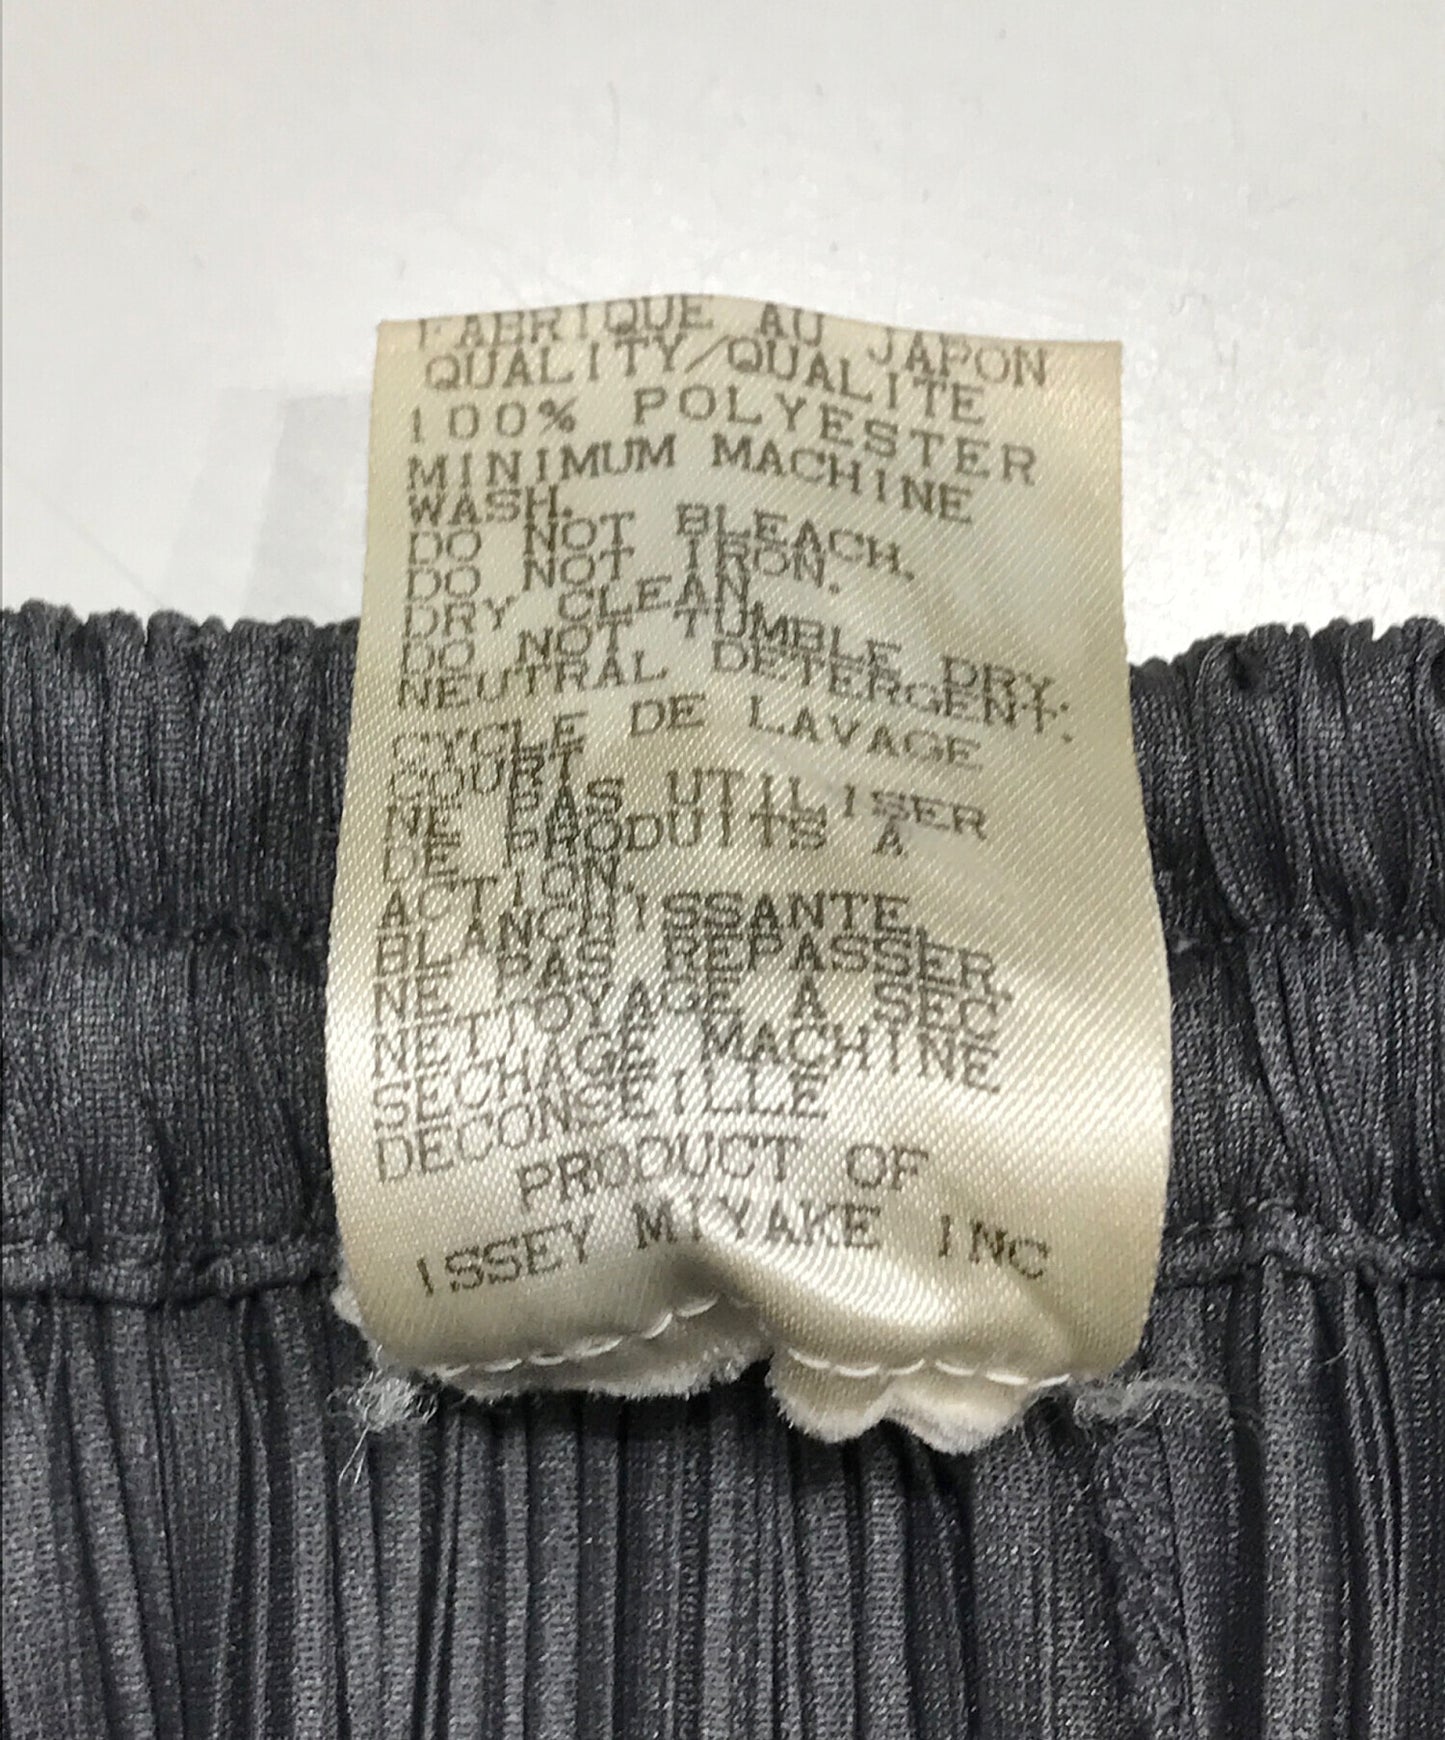 FABRIQUE AU JAPON
QUALITY/QUALITE
100% POLYESTER
MINIMUM MACHINE
WASH.
DO NOT BLEACH.
DO NOT IRON.
DRY CLEAN.
DO NOT TUMBLE DRY.
NEUTRAL DETERGENT.
CYCLE DE LAVAGE
COURT
NE PAS UTILISER
DE PRODUITS A
ACTION.
BLANCHISSANTE.
NE PAS REPASSER.
NETTOYAGE A SEC
SECHAGE MACHINE
DECONSEILLE
PRODUCT OF
ISSEY MIYAKE INC